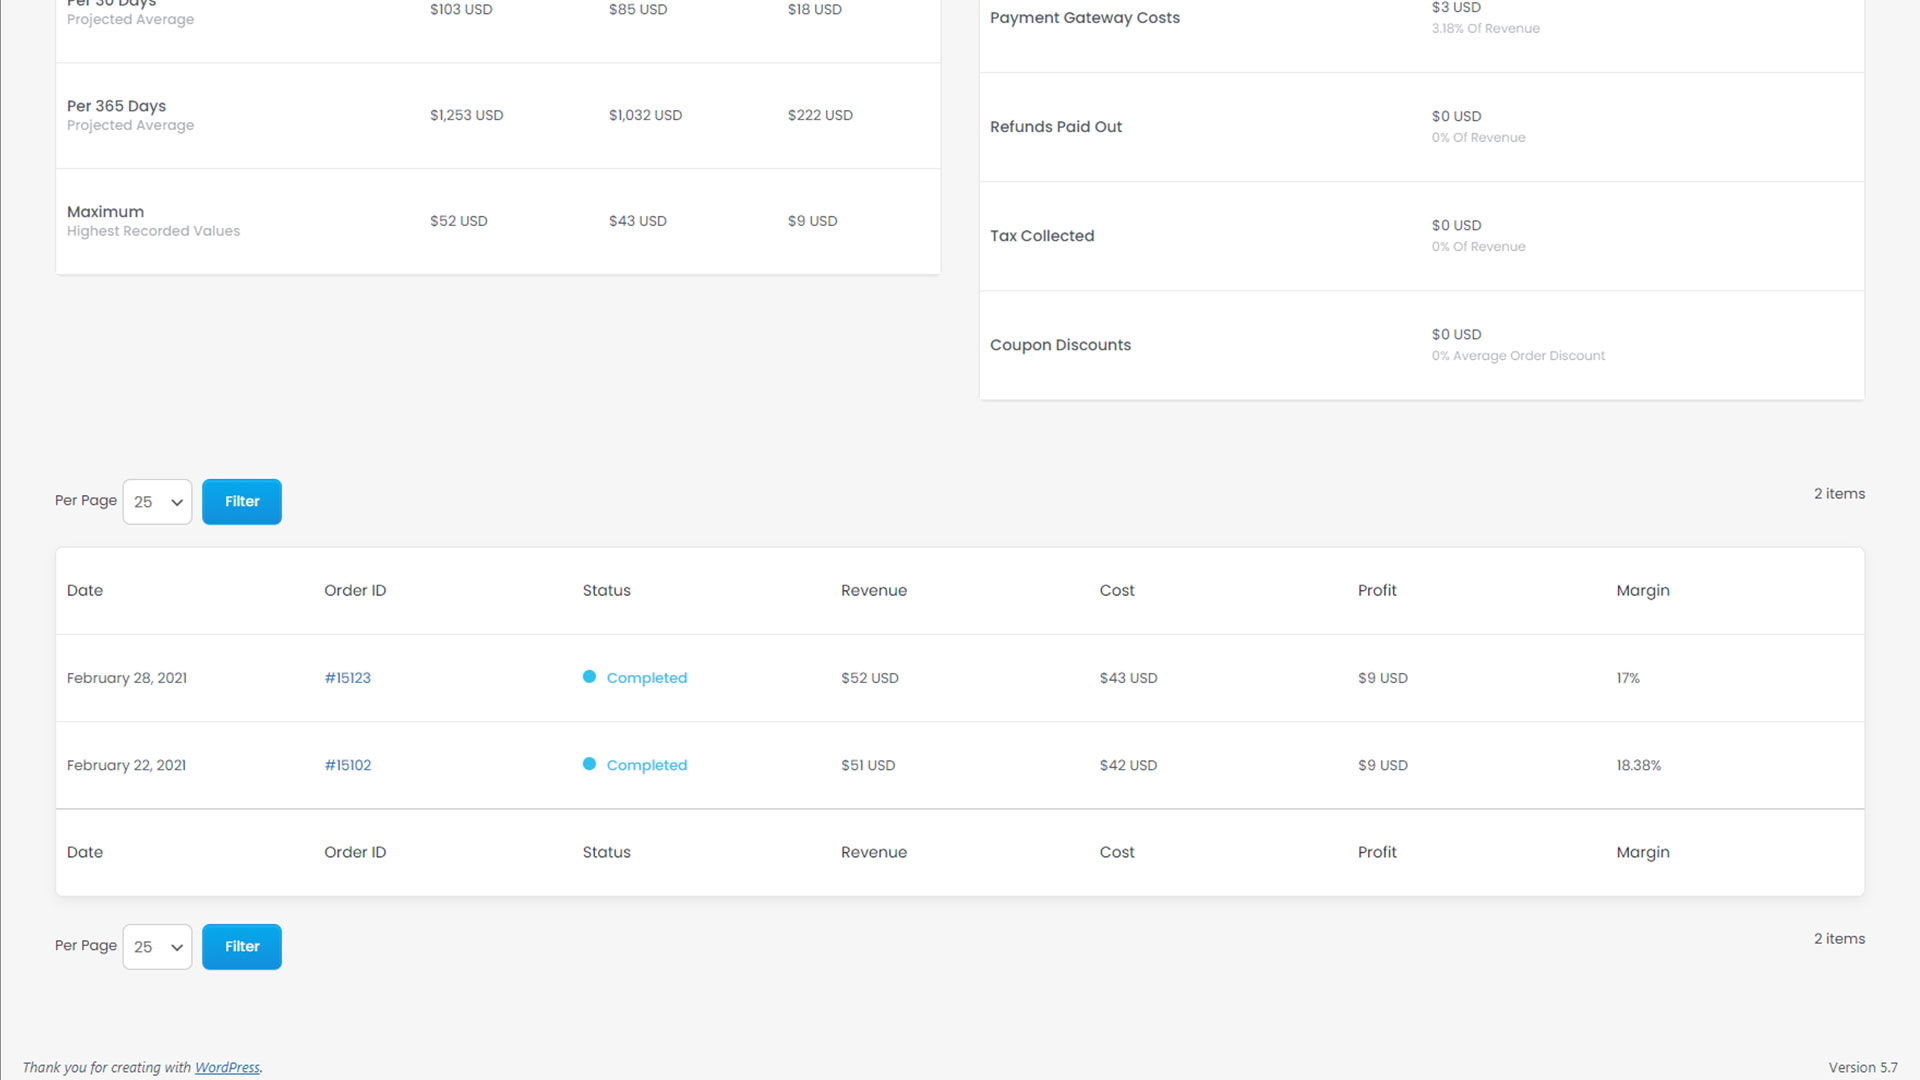 Per 30 Days
Projected Average
$103 USD
$85 USD
$18 USD
Per 365 Days
Projected Average
$1,253 USD
$1,032 USD
$222 USD
Maximum
Highest Recorded Values
$52 USD
$43 USD
$9 USD
Payment Gateway Costs
$3 USD
3.18% Of Revenue
Refunds Paid Out
$0 USD
0% Of Revenue
Tax Collected
$0 USD
0% Of Revenue
Coupon Discounts
$0 USD
0% Average Order Discount
Per Page 25 Filter
2 items
Date Order ID Status Revenue Cost Profit Margin
February 28, 2021 #15123 Completed $52 USD $43 USD $9 USD 17%
February 22, 2021 #15102 Completed $51 USD $42 USD $9 USD 18.38%
Date Order ID Status Revenue Cost Profit Margin
Per Page 25 Filter
2 items
Thank you for creating with WordPress.
Version 5.7